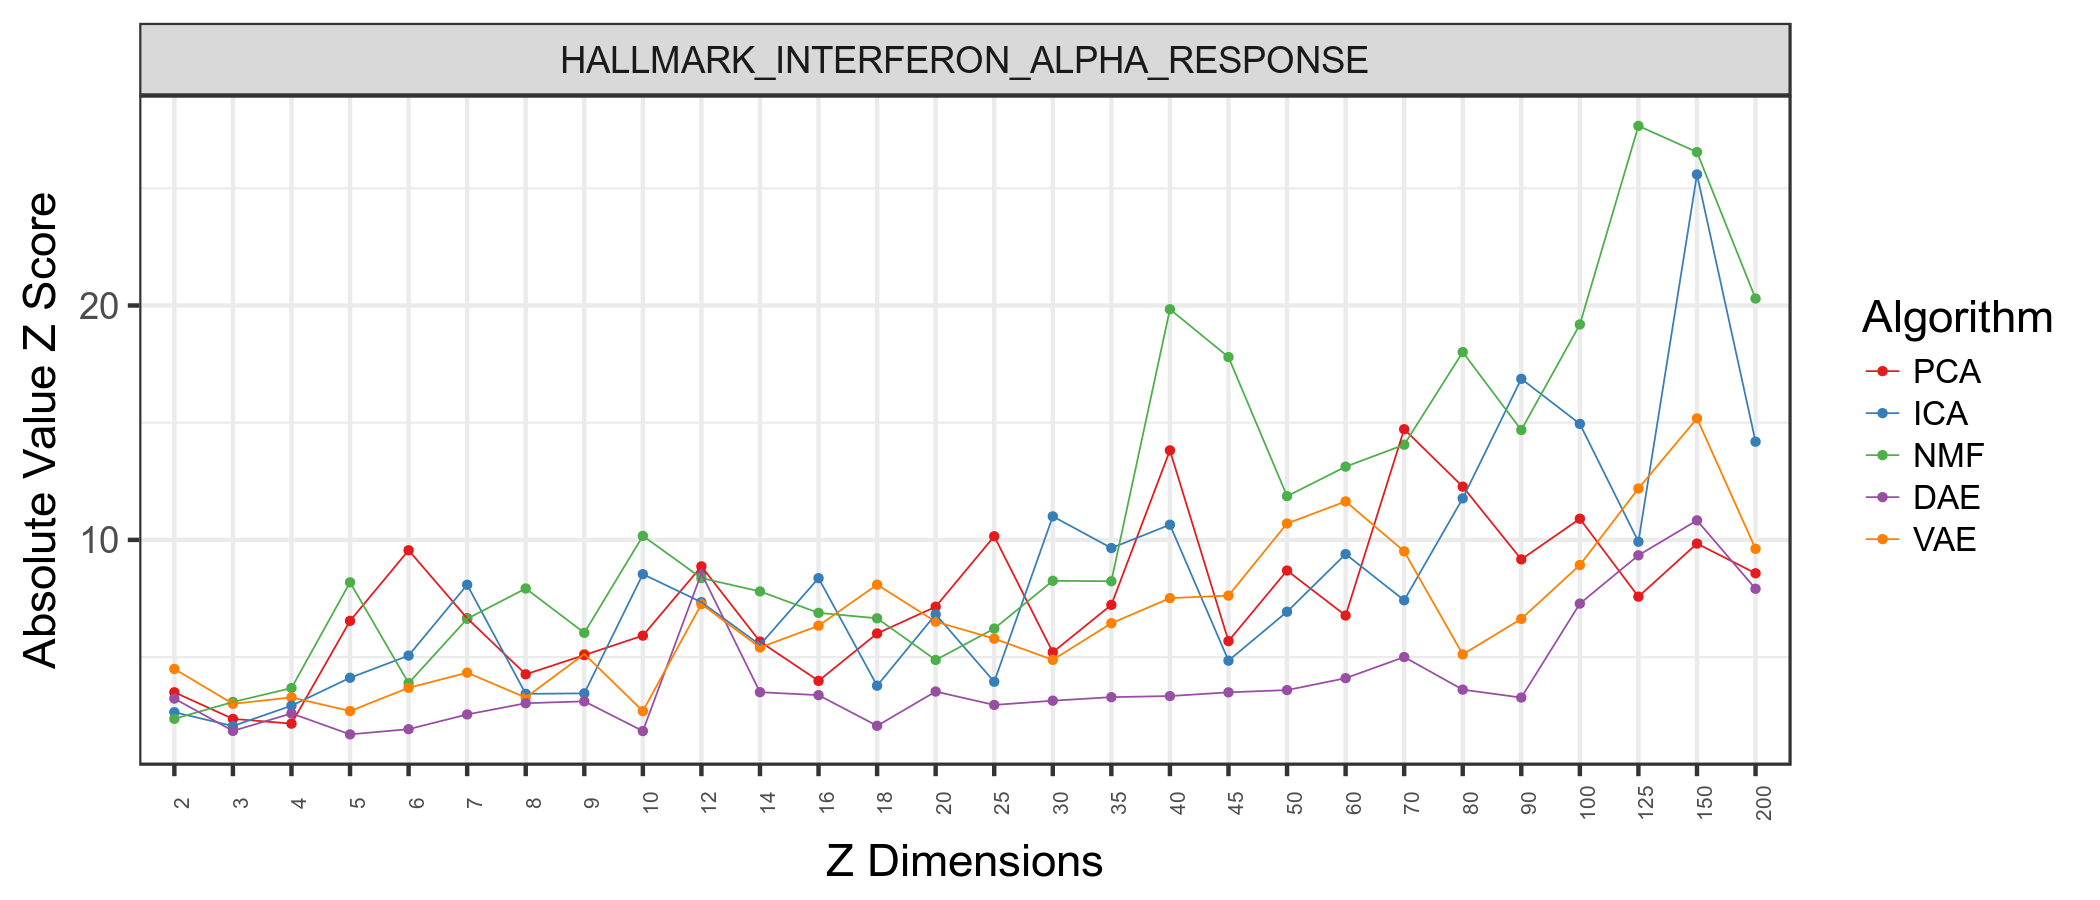 HALLMARK_INTERFERON_ALPHA_RESPONSE
Absolute Value Z Score
20
10
2 3 4 5 6 7 8 9 10 12 14 16 18 20 25 30 35 40 45 50 60 70 80 90 100 125 150 200
Z Dimensions
Algorithm
PCA
ICA
NMF
DAE
VAE